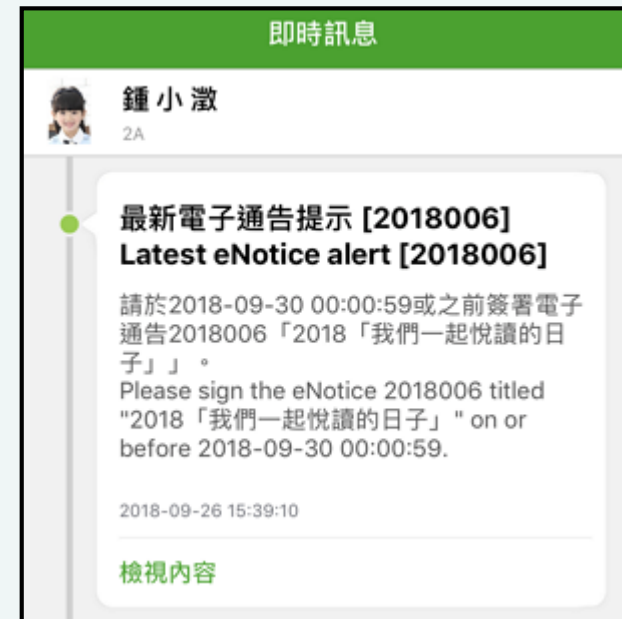 即時訊息
鍾小澂
2A
最新電子通告提示 [2018006]
Latest eNotice alert [2018006]
請於2018-09-30 00:00:59或之前簽署電子
通告2018006「2018「我們一起悅讀的日
子」」。
Please sign the eNotice 2018006 titled
"2018「我們一起悅讀的日子」" on or
before 2018-09-30 00:00:59.
2018-09-26 15:39:10
檢視內容